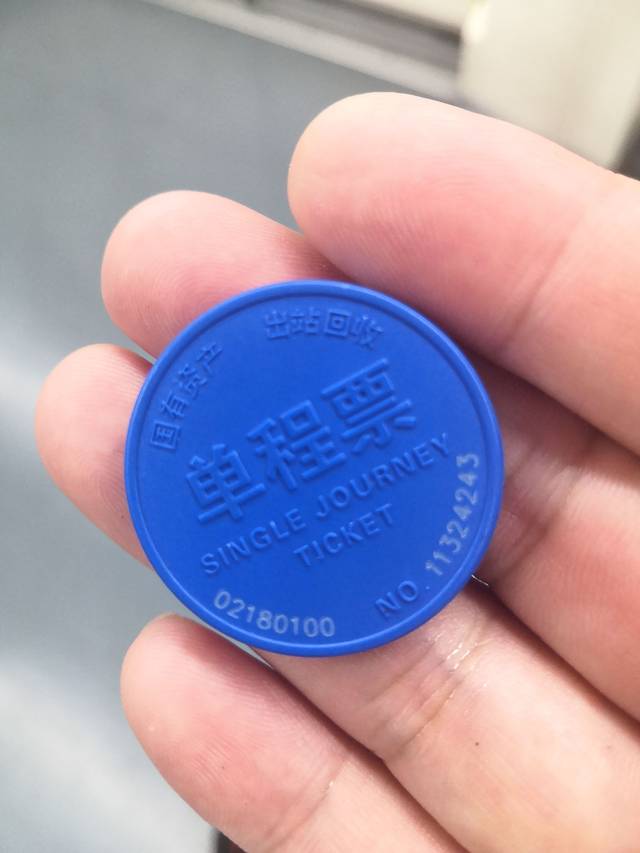 国有资产 出站回收
单程票
SINGLE JOURNEY
TICKET
02180100 NO. 11324243